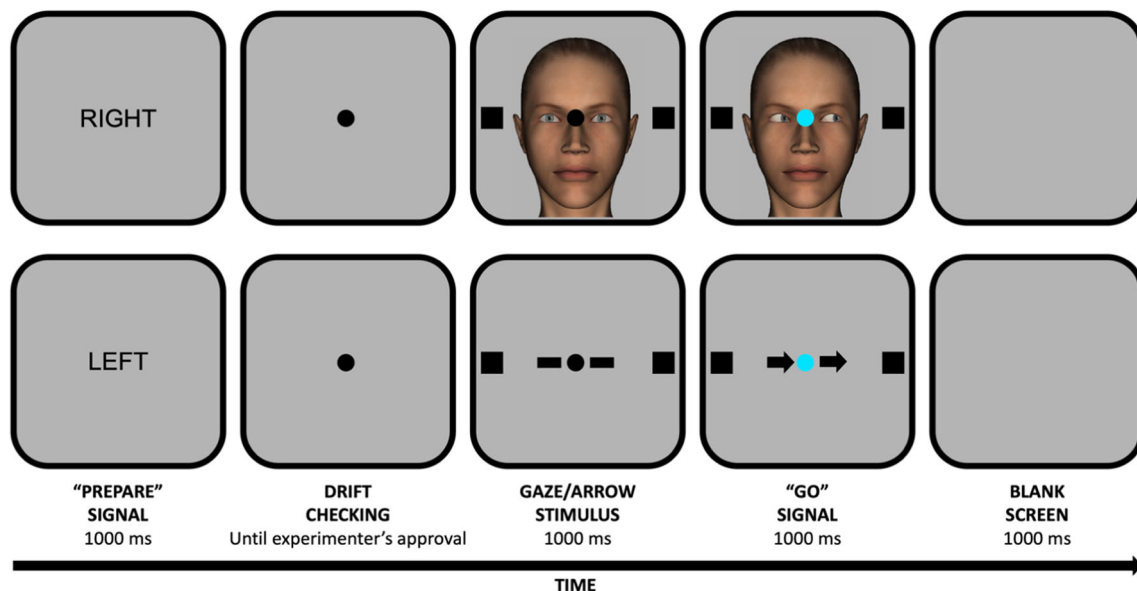 RIGHT
LEFT
“PREPARE”
SIGNAL
1000 ms
DRIFT
CHECKING
Until experimenter’s approval
GAZE/ARROW
STIMULUS
1000 ms
“GO”
SIGNAL
1000 ms
BLANK
SCREEN
1000 ms
TIME